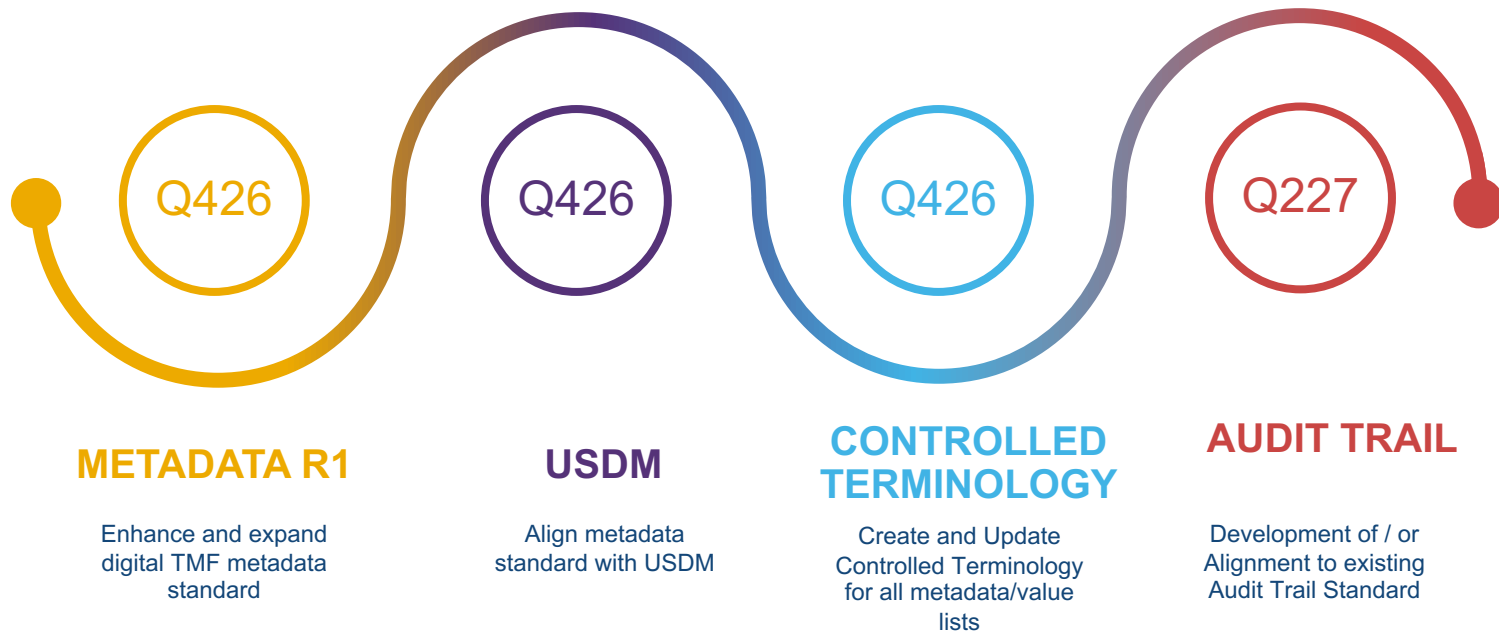 Q426
Q426
Q426
Q227
METADATA R1
Enhance and expand
digital TMF metadata
standard
USDM
Align metadata
standard with USDM
CONTROLLED
TERMINOLOGY
Create and Update
Controlled Terminology
for all metadata/value
lists
AUDIT TRAIL
Development of / or
Alignment to existing
Audit Trail Standard